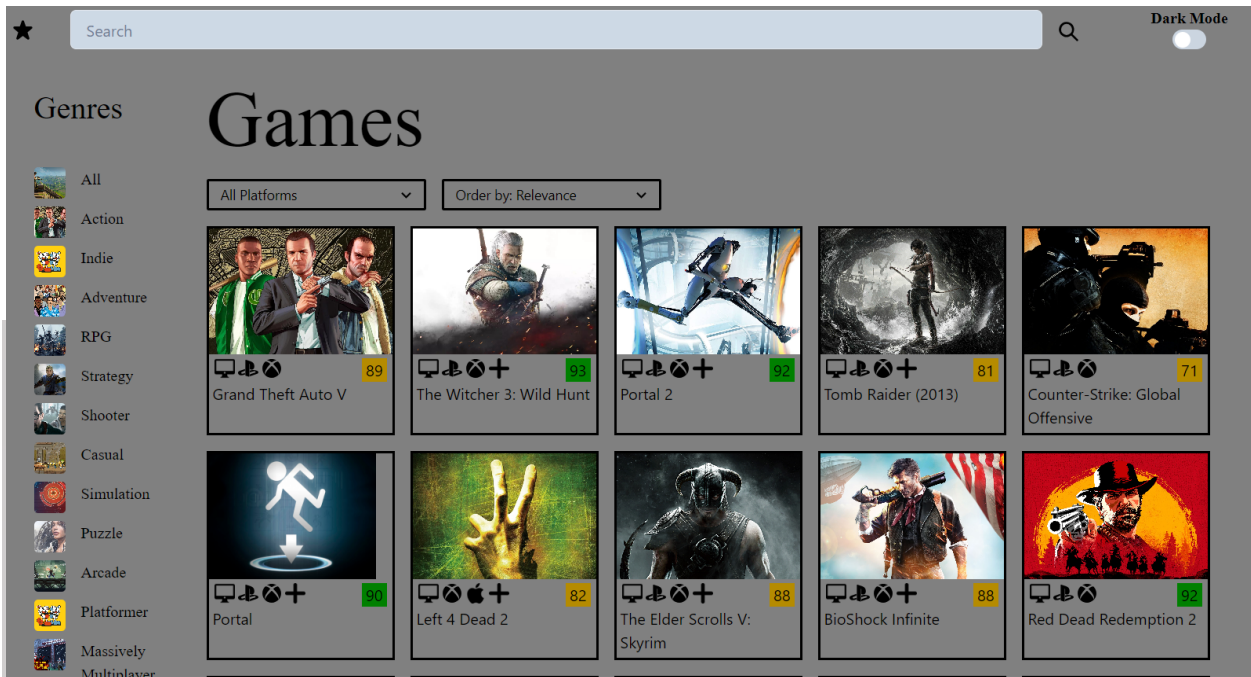 Search
Dark Mode
Genres
All
Action
Indie
Adventure
RPG
Strategy
Shooter
Casual
Simulation
Puzzle
Arcade
Platformer
Massively
Multiplayer
Games
All Platforms
Order by: Relevance
89
Grand Theft Auto V
93
The Witcher 3: Wild Hunt
92
Portal 2
81
Tomb Raider (2013)
71
Counter-Strike: Global
Offensive
90
Portal
82
Left 4 Dead 2
88
The Elder Scrolls V:
Skyrim
88
BioShock Infinite
92
Red Dead Redemption 2